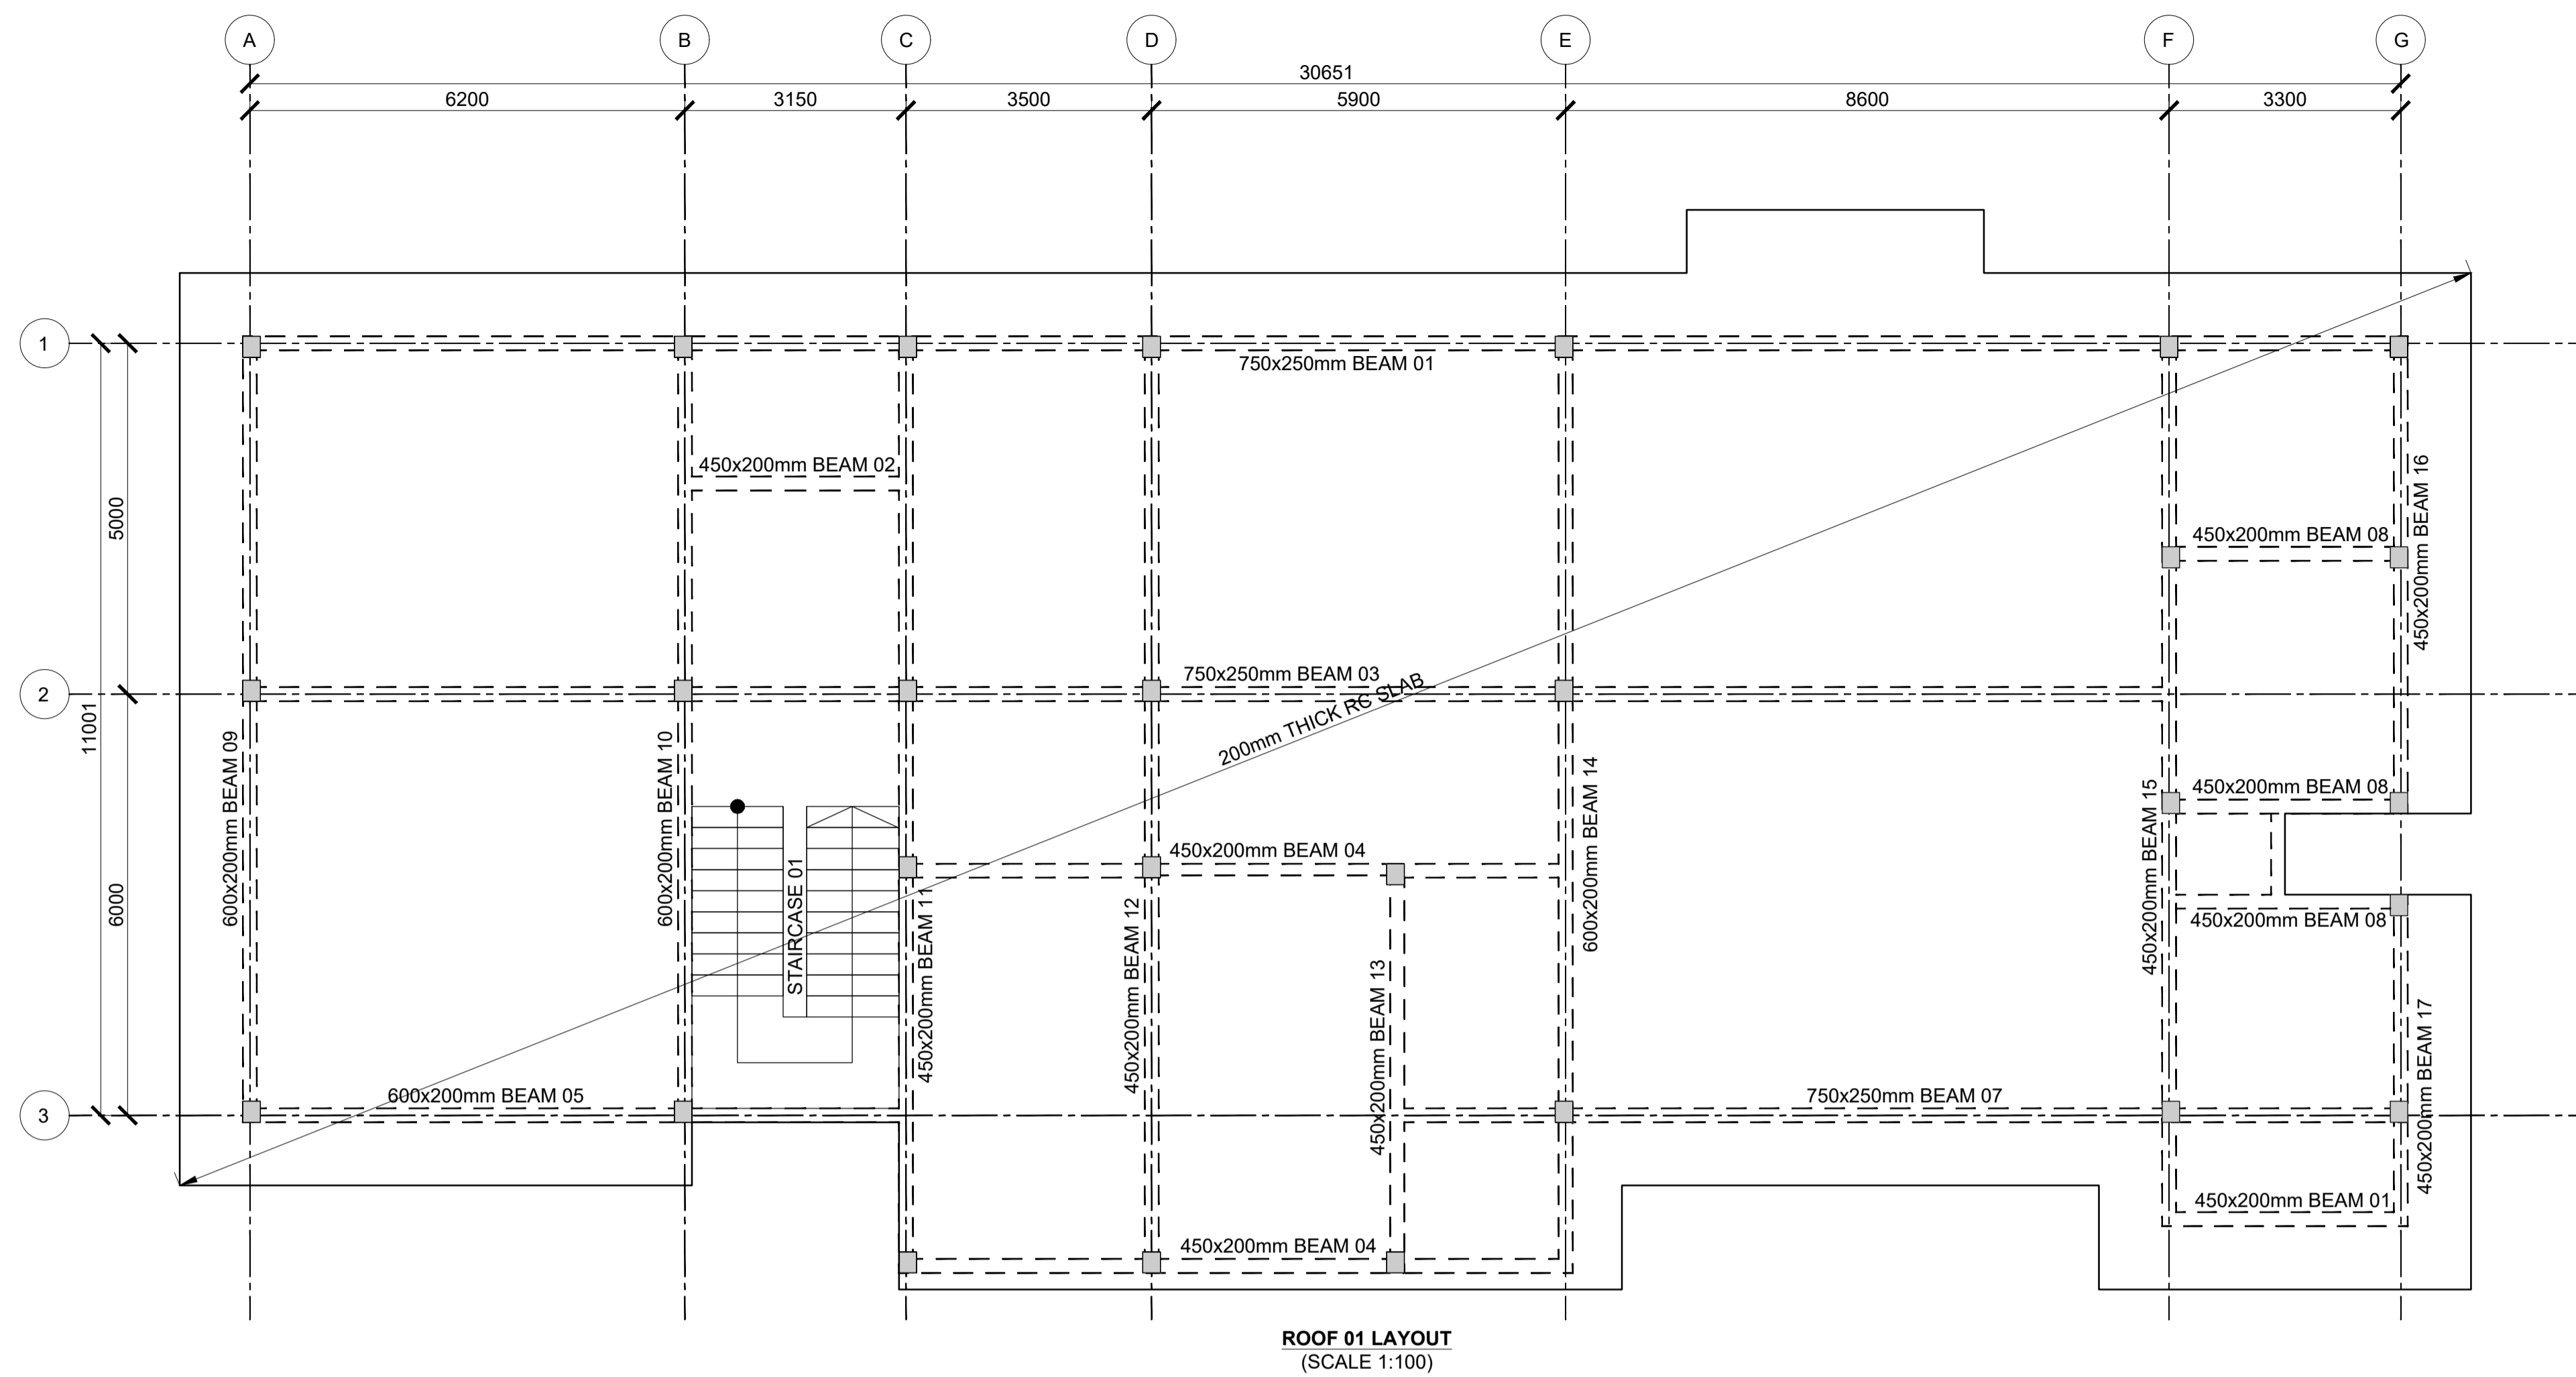 A
B
C
D
E
F
G
30651
6200
3150
3500
5900
8600
3300
1
750x250mm BEAM 01
450x200mm BEAM 02
450x200mm BEAM 16
5000
450x200mm BEAM 08
2
750x250mm BEAM 03
200mm THICK RC SLAB
11001
600x200mm BEAM 09
600x200mm BEAM 10
600x200mm BEAM 14
450x200mm BEAM 15
450x200mm BEAM 08
450x200mm BEAM 04
STAIRCASE 01
6000
450x200mm BEAM 11
450x200mm BEAM 12
450x200mm BEAM 13
450x200mm BEAM 08
450x200mm BEAM 17
3
600x200mm BEAM 05
750x250mm BEAM 07
450x200mm BEAM 01
450x200mm BEAM 04
ROOF 01 LAYOUT
(SCALE 1:100)